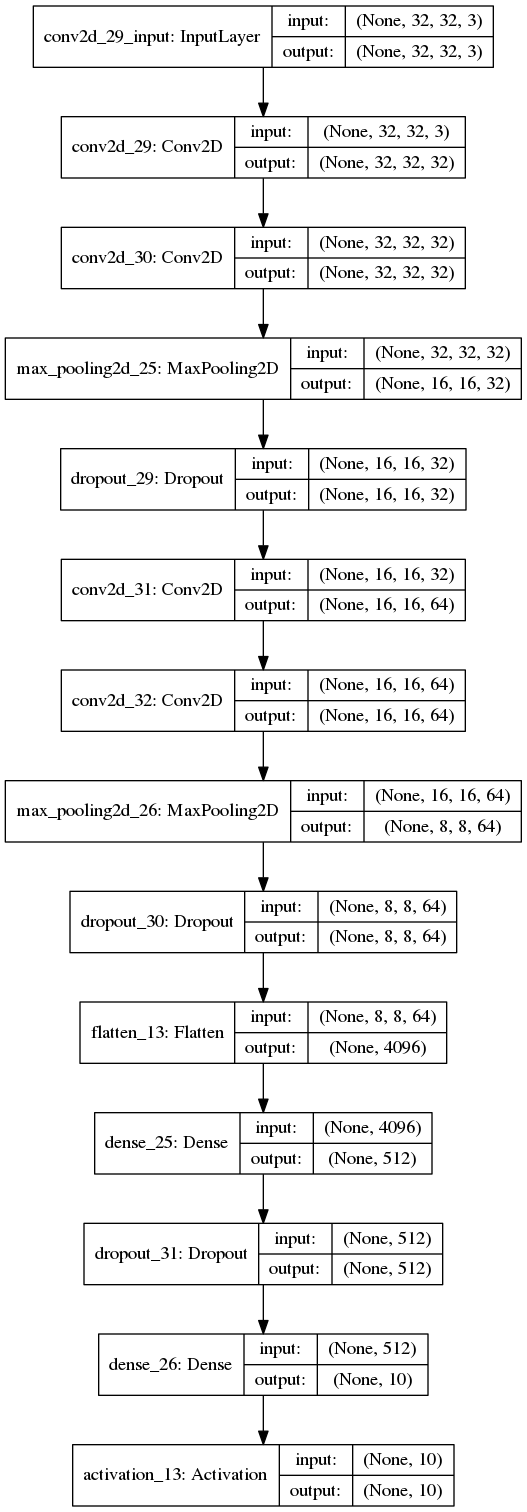 conv2d_29_input: InputLayer
input: (None, 32, 32, 3)
output: (None, 32, 32, 3)
conv2d_29: Conv2D
input: (None, 32, 32, 3)
output: (None, 32, 32, 32)
conv2d_30: Conv2D
input: (None, 32, 32, 32)
output: (None, 32, 32, 32)
max_pooling2d_25: MaxPooling2D
input: (None, 32, 32, 32)
output: (None, 16, 16, 32)
dropout_29: Dropout
input: (None, 16, 16, 32)
output: (None, 16, 16, 32)
conv2d_31: Conv2D
input: (None, 16, 16, 32)
output: (None, 16, 16, 64)
conv2d_32: Conv2D
input: (None, 16, 16, 64)
output: (None, 16, 16, 64)
max_pooling2d_26: MaxPooling2D
input: (None, 16, 16, 64)
output: (None, 8, 8, 64)
dropout_30: Dropout
input: (None, 8, 8, 64)
output: (None, 8, 8, 64)
flatten_13: Flatten
input: (None, 8, 8, 64)
output: (None, 4096)
dense_25: Dense
input: (None, 4096)
output: (None, 512)
dropout_31: Dropout
input: (None, 512)
output: (None, 512)
dense_26: Dense
input: (None, 512)
output: (None, 10)
activation_13: Activation
input: (None, 10)
output: (None, 10)